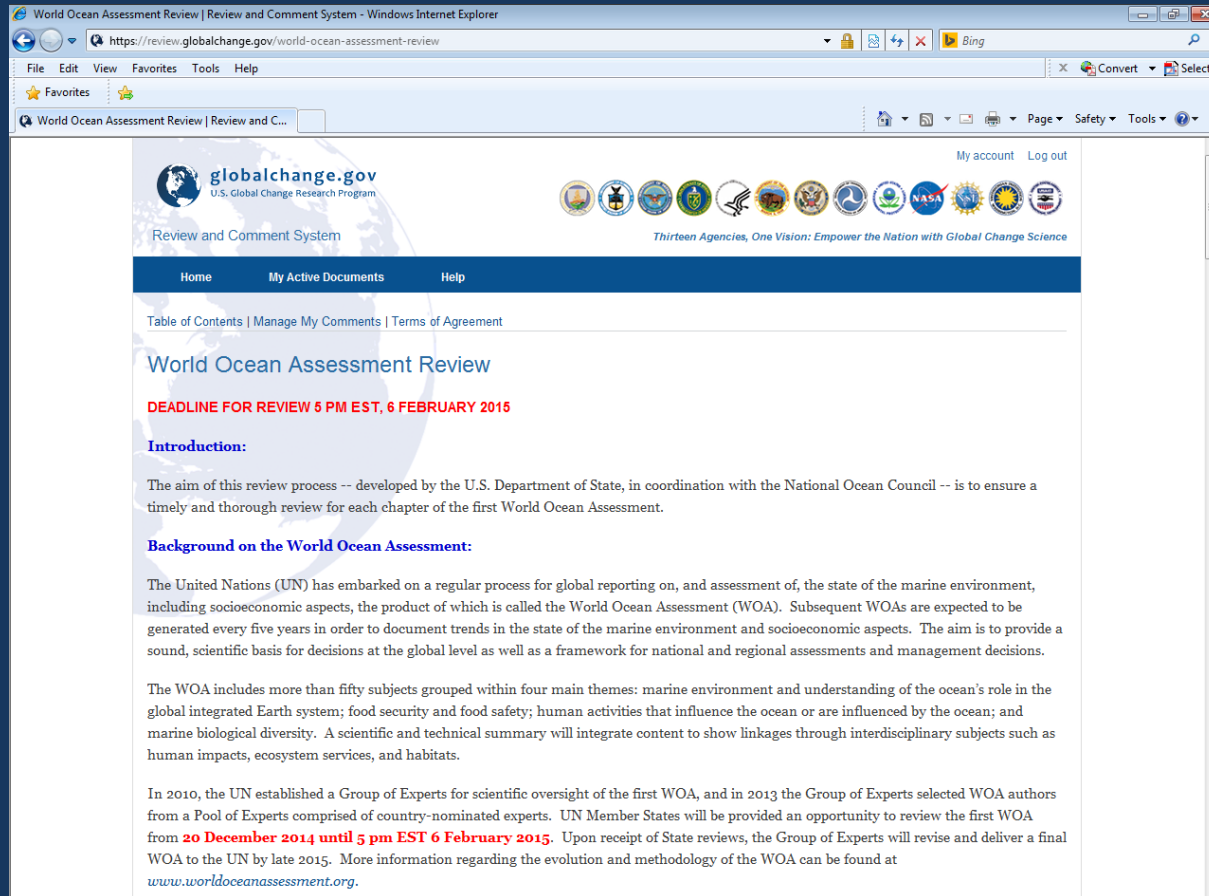 World Ocean Assessment Review | Review and Comment System - Windows Internet Explorer
https://review.globalchange.gov/world-ocean-assessment-review
Bing
File Edit View Favorites Tools Help
x Convert Select
Favorites
World Ocean Assessment Review | Review and C...
Page Safety Tools
My account Log out
globalchange.gov
U.S. Global Change Research Program
NASA
NSF
Review and Comment System
Thirteen Agencies, One Vision: Empower the Nation with Global Change Science
Home My Active Documents Help
Table of Contents | Manage My Comments | Terms of Agreement
World Ocean Assessment Review
DEADLINE FOR REVIEW 5 PM EST, 6 FEBRUARY 2015
Introduction:
The aim of this review process -- developed by the U.S. Department of State, in coordination with the National Ocean Council -- is to ensure a
timely and thorough review for each chapter of the first World Ocean Assessment.
Background on the World Ocean Assessment:
The United Nations (UN) has embarked on a regular process for global reporting on, and assessment of, the state of the marine environment,
including socioeconomic aspects, the product of which is called the World Ocean Assessment (WOA). Subsequent WOAs are expected to be
generated every five years in order to document trends in the state of the marine environment and socioeconomic aspects. The aim is to provide a
sound, scientific basis for decisions at the global level as well as a framework for national and regional assessments and management decisions.
The WOA includes more than fifty subjects grouped within four main themes: marine environment and understanding of the ocean's role in the
global integrated Earth system; food security and food safety; human activities that influence the ocean or are influenced by the ocean; and
marine biological diversity. A scientific and technical summary will integrate content to show linkages through interdisciplinary subjects such as
human impacts, ecosystem services, and habitats.
In 2010, the UN established a Group of Experts for scientific oversight of the first WOA, and in 2013 the Group of Experts selected WOA authors
from a Pool of Experts comprised of country-nominated experts. UN Member States will be provided an opportunity to review the first WOA
from 20 December 2014 until 5 pm EST 6 February 2015. Upon receipt of State reviews, the Group of Experts will revise and deliver a final
WOA to the UN by late 2015. More information regarding the evolution and methodology of the WOA can be found at
www.worldoceanassessment.org.